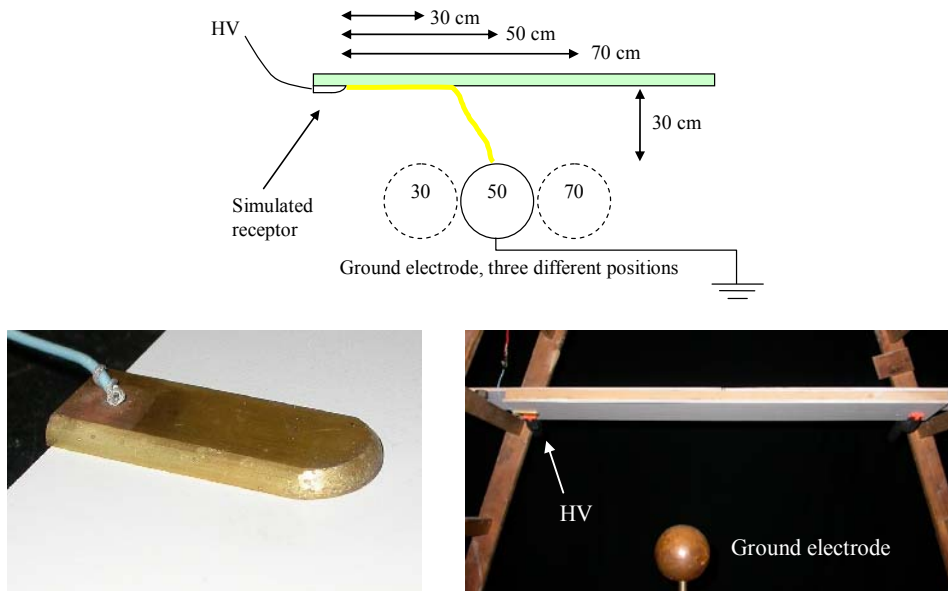 30 cm
HV
50 cm
70 cm
30 cm
30
50
70
Simulated
receptor
Ground electrode, three different positions
HV
Ground electrode